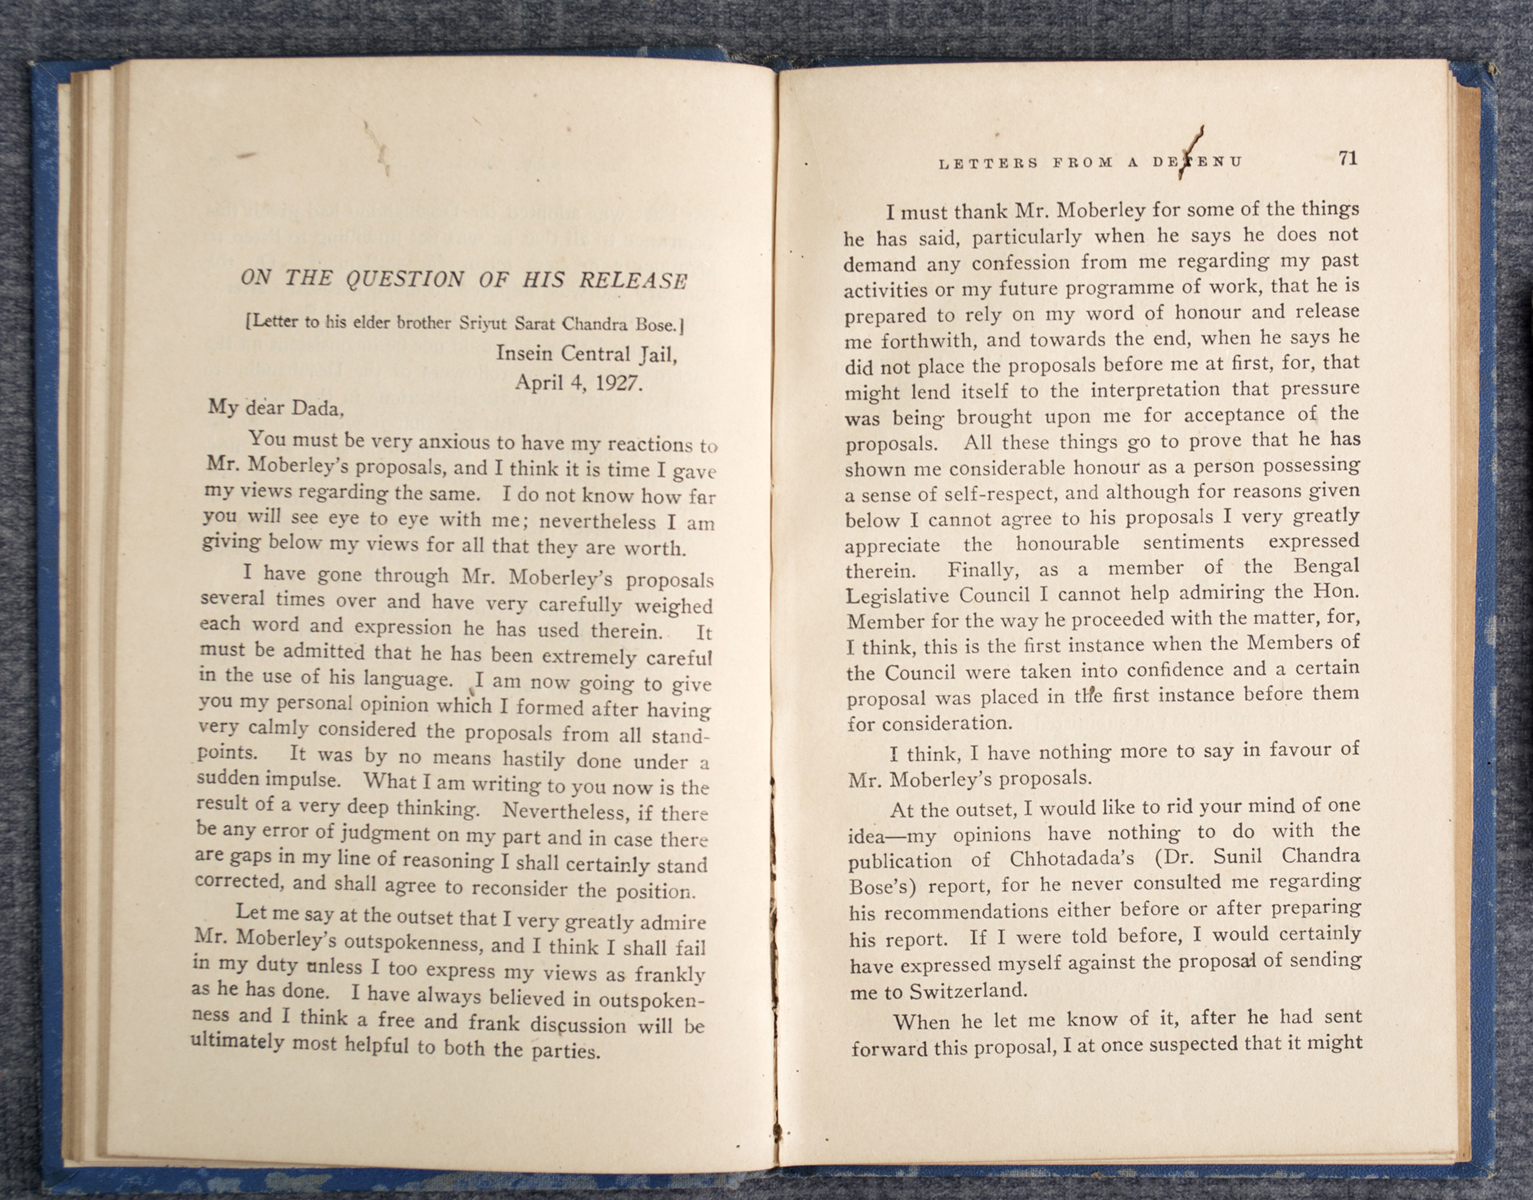 ON THE QUESTION OF HIS RELEASE
[Letter to his elder brother Sriyut Sarat Chandra Bose.]
Insein Central Jail,
April 4, 1927.
My dear Dada,
You must be very anxious to have my reactions to
Mr. Moberley's proposals, and I think it is time I gave
my views regarding the same. I do not know how far
you will see eye to eye with me; nevertheless I am
giving below my views for all that they are worth.
I have gone through Mr. Moberley's proposals
several times over and have very carefully weighed
each word and expression he has used therein. It
must be admitted that he has been extremely careful
in the use of his language. I am now going to give
you my personal opinion which I formed after having
very calmly considered the proposals from all stand-
points. It was by no means hastily done under a
sudden impulse. What I am writing to you now is the
result of a very deep thinking. Nevertheless, if there
be any error of judgment on my part and in case there
are gaps in my line of reasoning I shall certainly stand
corrected, and shall agree to reconsider the position.
Let me say at the outset that I very greatly admire
Mr. Moberley's outspokenness, and I think I shall fail
in my duty unless I too express my views as frankly
as he has done. I have always believed in outspoken-
ness and I think a free and frank discussion will be
ultimately most helpful to both the parties.
LETTERS FROM A DETENU 71
I must thank Mr. Moberley for some of the things
he has said, particularly when he says he does not
demand any confession from me regarding my past
activities or my future programme of work, that he is
prepared to rely on my word of honour and release
me forthwith, and towards the end, when he says he
did not place the proposals before me at first, for, that
might lend itself to the interpretation that pressure
was being brought upon me for acceptance of the
proposals. All these things go to prove that he has
shown me considerable honour as a person possessing
a sense of self-respect, and although for reasons given
below I cannot agree to his proposals I very greatly
appreciate the honourable sentiments expressed
therein. Finally, as a member of the Bengal
Legislative Council I cannot help admiring the Hon.
Member for the way he proceeded with the matter, for,
I think, this is the first instance when the Members of
the Council were taken into confidence and a certain
proposal was placed in the first instance before them
for consideration.
I think, I have nothing more to say in favour of
Mr. Moberley's proposals.
At the outset, I would like to rid your mind of one
idea—my opinions have nothing to do with the
publication of Chhotadada's (Dr. Sunil Chandra
Bose's) report, for he never consulted me regarding
his recommendations either before or after preparing
his report. If I were told before, I would certainly
have expressed myself against the proposal of sending
me to Switzerland.
When he let me know of it, after he had sent
forward this proposal, I at once suspected that it might